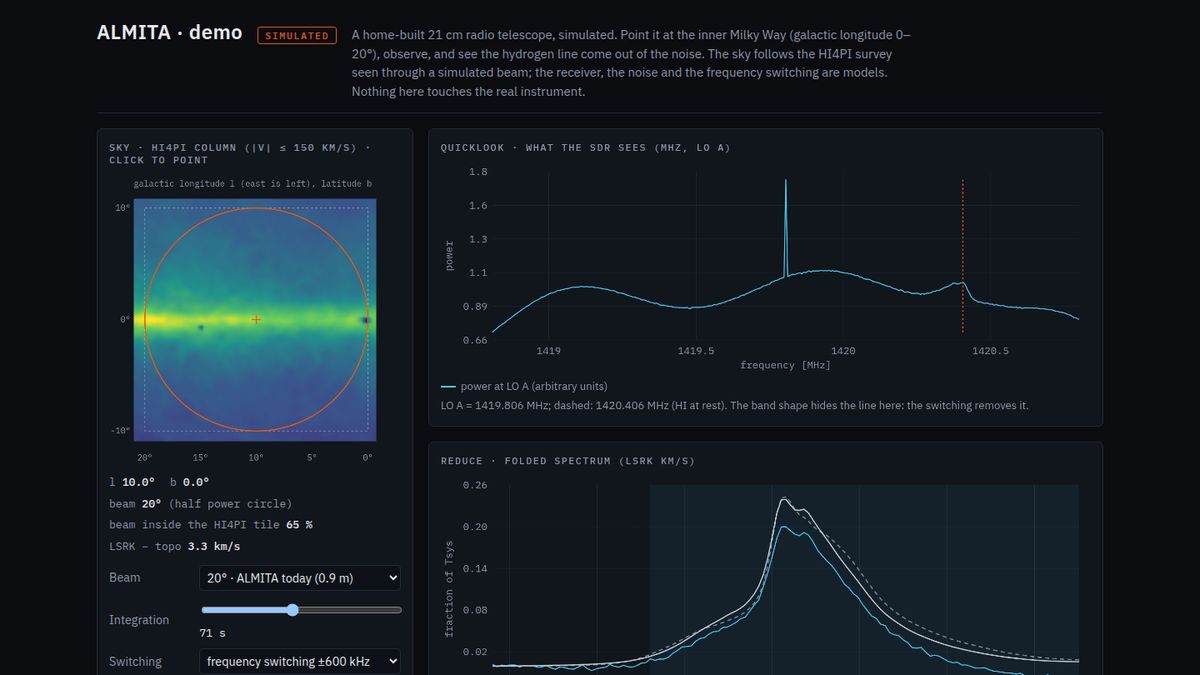 ALMITA · demo
SIMULATED
A home-built 21 cm radio telescope, simulated. Point it at the inner Milky Way (galactic longitude 0–
20°), observe, and see the hydrogen line come out of the noise. The sky follows the HI4PI survey
seen through a simulated beam; the receiver, the noise and the frequency switching are models.
Nothing here touches the real instrument.
SKY · HI4PI COLUMN (|V| ≤ 150 KM/S) ·
CLICK TO POINT
galactic longitude l (east is left), latitude b
10°
0°
-10°
20° 15° 10° 5° 0°
l 10.0° b 0.0°
beam 20° (half power circle)
beam inside the HI4PI tile 65 %
LSRK − topo 3.3 km/s
Beam 20° · ALMITA today (0.9 m)
Integration
71 s
Switching frequency switching ±600 kHz
QUICKLOOK · WHAT THE SDR SEES (MHZ, LO A)
1.8
1.6
1.3
1.1
0.89
0.66
power
1419 1419.5 1420 1420.5
frequency [MHz]
power at LO A (arbitrary units)
LO A = 1419.806 MHz; dashed: 1420.406 MHz (HI at rest). The band shape hides the line here: the switching removes it.
REDUCE · FOLDED SPECTRUM (LSRK KM/S)
0.26
0.20
0.14
0.08
0.02
fraction of Tsys